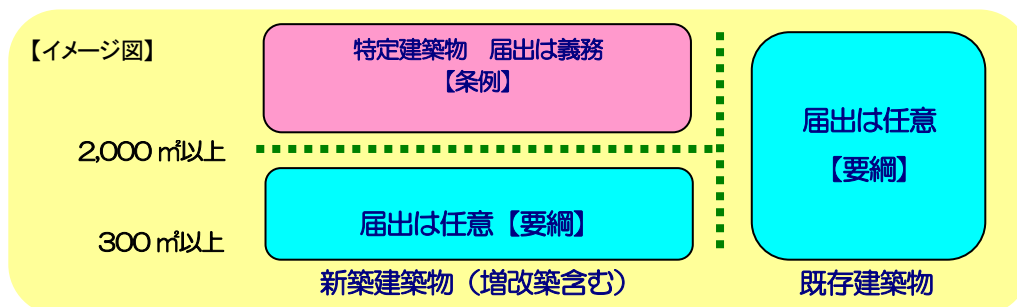 【イメージ図】
特定建築物　届出は義務
【条例】
2,000 ㎡以上
届出は任意【要綱】
300 ㎡以上
新築建築物（増改築含む）
届出は任意
【要綱】
既存建築物